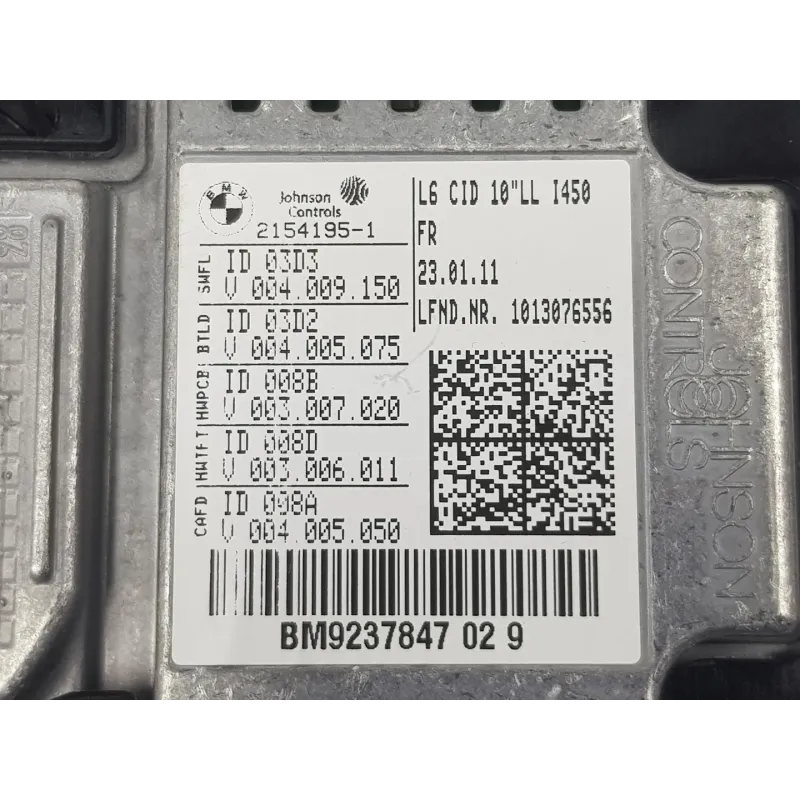 BMW
Johnson
Controls
2154195-1
L6 CID 10"LL I450
FR
23.01.11
LFND.NR. 1013076556
SWFL
ID 03D3
V 004.009.150
BTLD
ID 03D2
V 004.005.075
HWPCB
ID 008B
V 003.007.020
HWTFT
ID 008D
V 003.006.011
CAFD
ID 008A
V 004.005.050
BM9237847 02 9
JOHNSON
CONTROLS